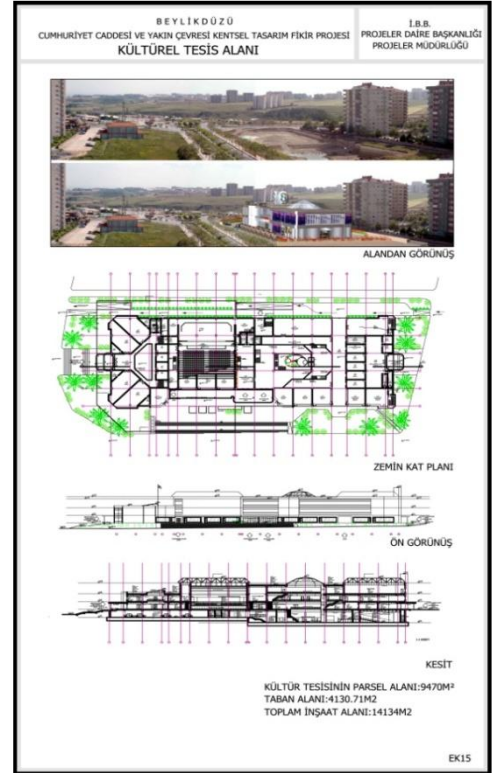 BEYLİKDÜZÜ
CUMHURİYET CADDESİ VE YAKIN ÇEVRESİ KENTSEL TASARIM FİKİR PROJESİ
KÜLTÜREL TESİS ALANI
İ.B.B.
PROJELER DAİRE BAŞKANLIĞI
PROJELER MÜDÜRLÜĞÜ
ALANDAN GÖRÜNÜŞ
ZEMİN KAT PLANI
ÖN GÖRÜNÜŞ
KESİT
KÜLTÜR TESİSİNİN PARSEL ALANI:9470M²
TABAN ALANI:4130.71M2
TOPLAM İNŞAAT ALANI:14134M2
EK15